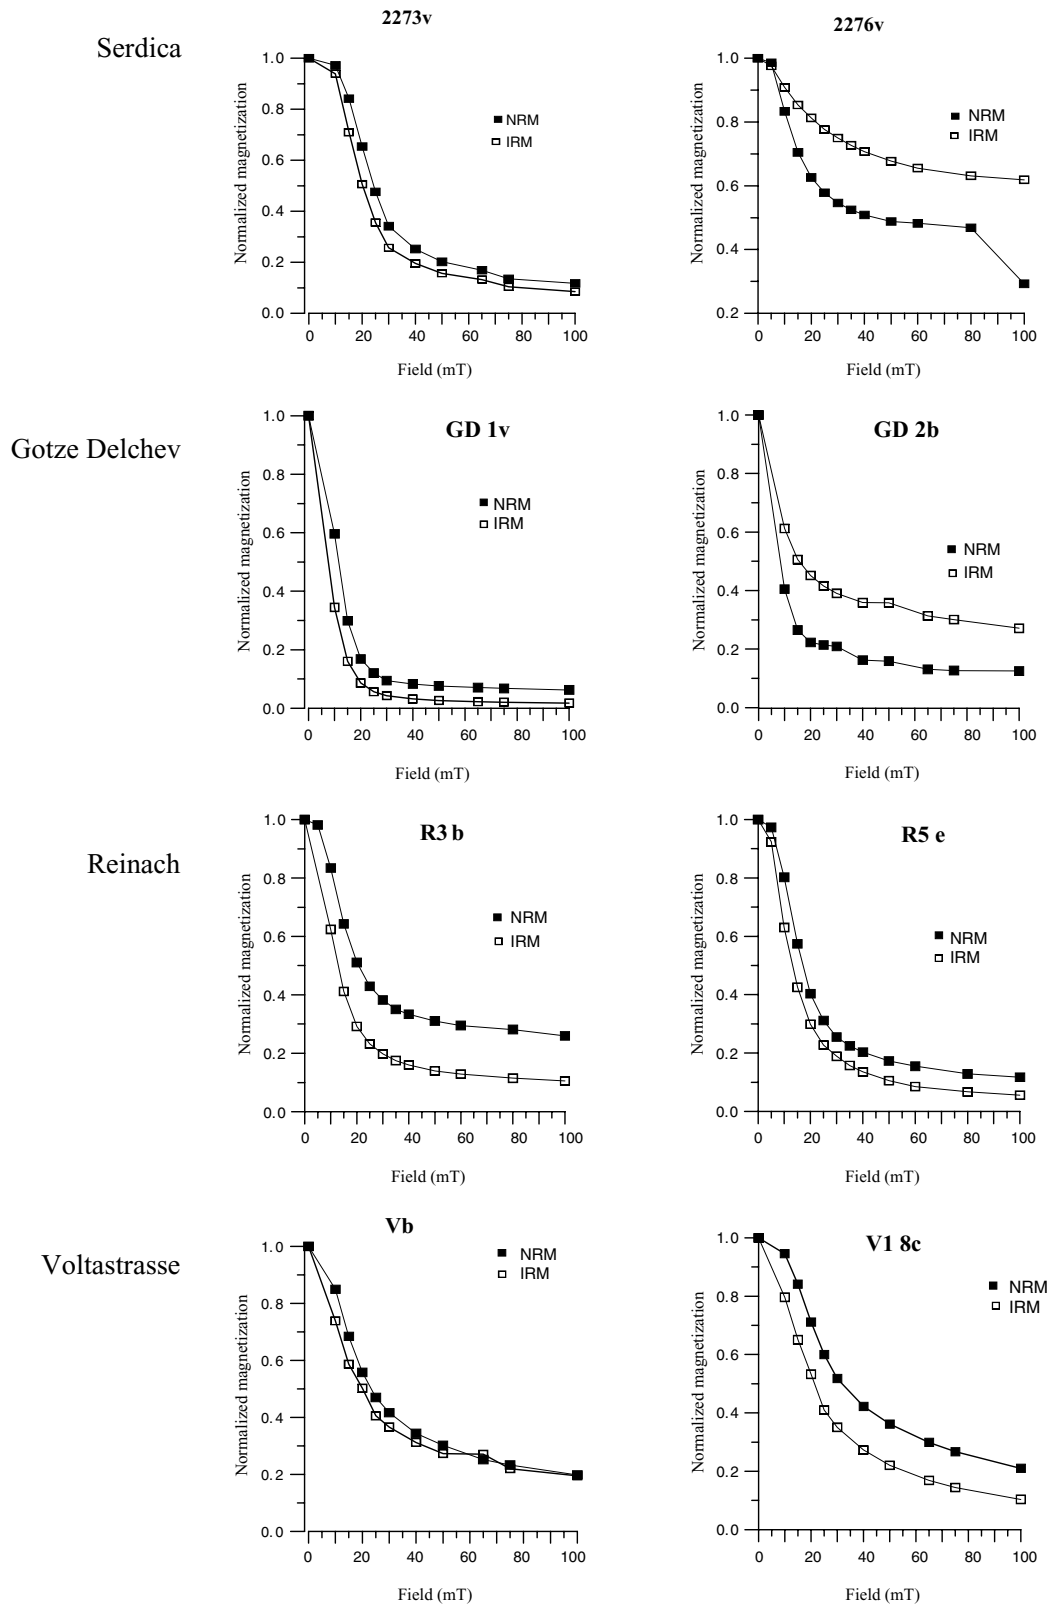 Serdica
2273v
1.0
0.8
0.6
0.4
0.2
0.0
Normalized magnetization
NRM
IRM
0 20 40 60 80 100
Field (mT)
2276v
1.0
0.8
0.6
0.4
0.2
Normalized magnetization
NRM
IRM
0 20 40 60 80 100
Field (mT)
Gotze Delchev
GD 1v
1.0
0.8
0.6
0.4
0.2
0.0
Normalized magnetization
NRM
IRM
0 20 40 60 80 100
Field (mT)
GD 2b
1.0
0.8
0.6
0.4
0.2
0.0
Normalized magnetization
NRM
IRM
0 20 40 60 80 100
Field (mT)
Reinach
R3 b
1.0
0.8
0.6
0.4
0.2
0.0
Normalized magnetization
NRM
IRM
0 20 40 60 80 100
Field (mT)
R5 e
1.0
0.8
0.6
0.4
0.2
0.0
Normalized magnetization
NRM
IRM
0 20 40 60 80 100
Field (mT)
Voltastrasse
Vb
1.0
0.8
0.6
0.4
0.2
0.0
Normalized magnetization
NRM
IRM
0 20 40 60 80 100
Field (mT)
V1 8c
1.0
0.8
0.6
0.4
0.2
0.0
Normalized magnetization
NRM
IRM
0 20 40 60 80 100
Field (mT)